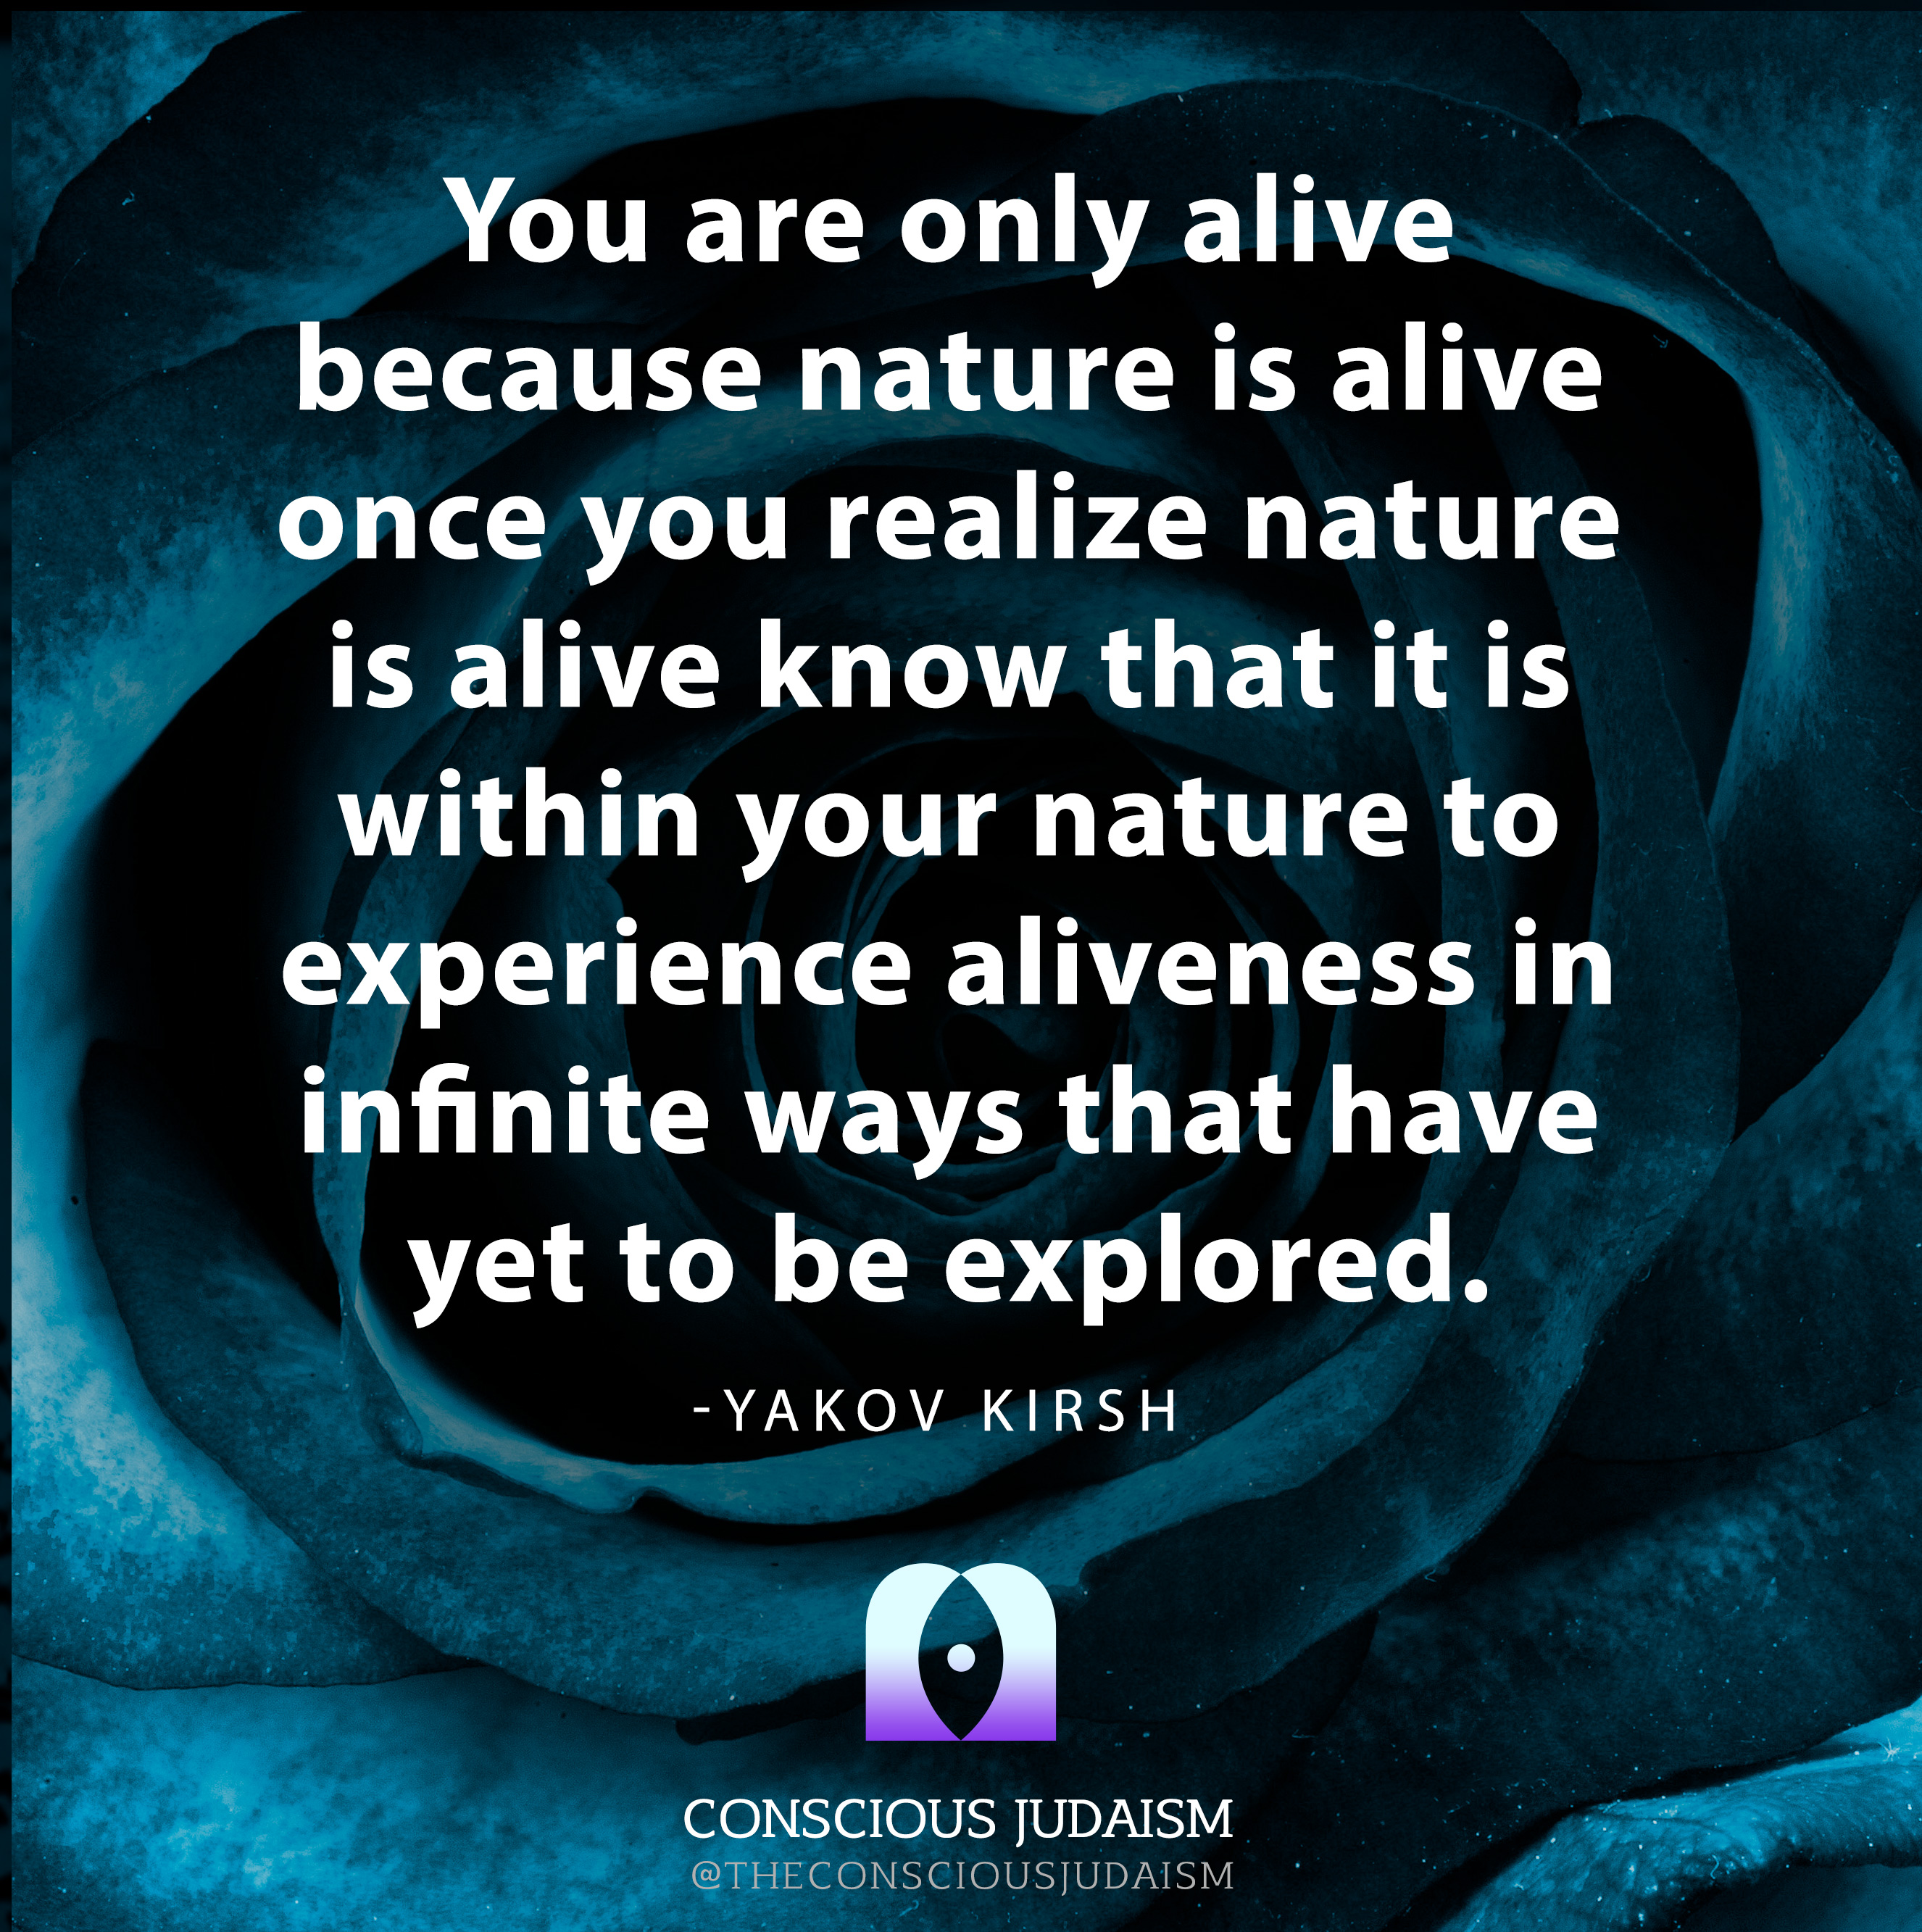 You are only alive
because nature is alive
once you realize nature
is alive know that it is
within your nature to
experience aliveness in
infinite ways that have
yet to be explored.
-YAKOV KIRSH
CONSCIOUS JUDAISM
@THECONSCIOUSJUDAISM